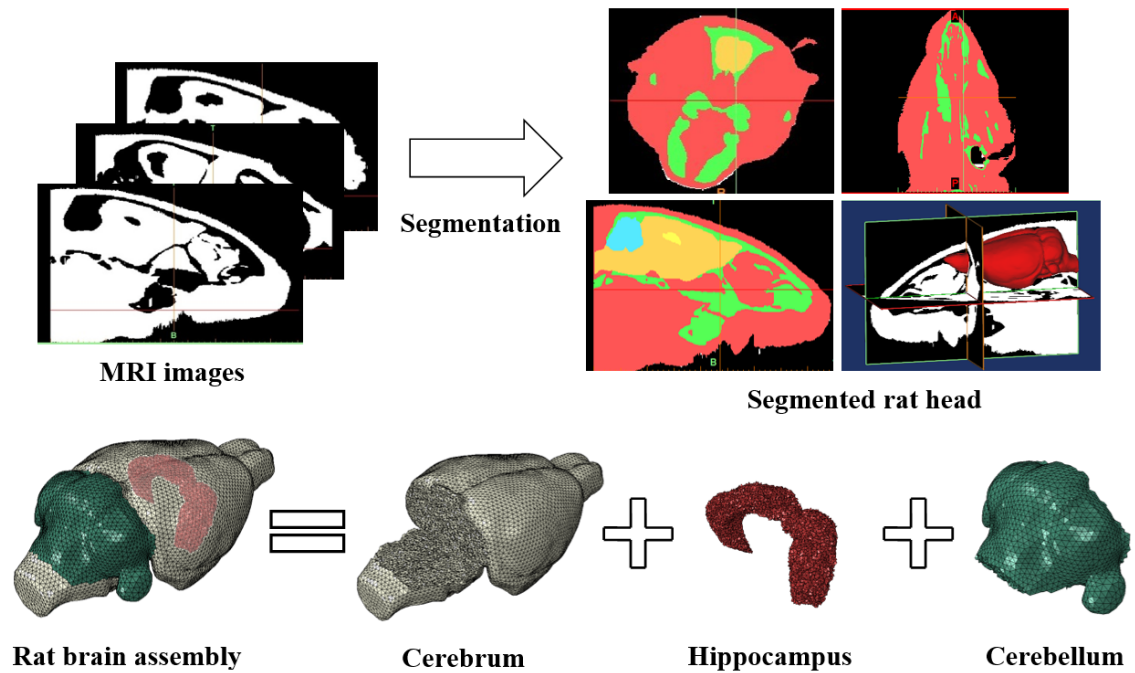 Segmentation
MRI images
Segmented rat head
T
B
A
P
B
T
B
Rat brain assembly
Cerebrum
Hippocampus
Cerebellum